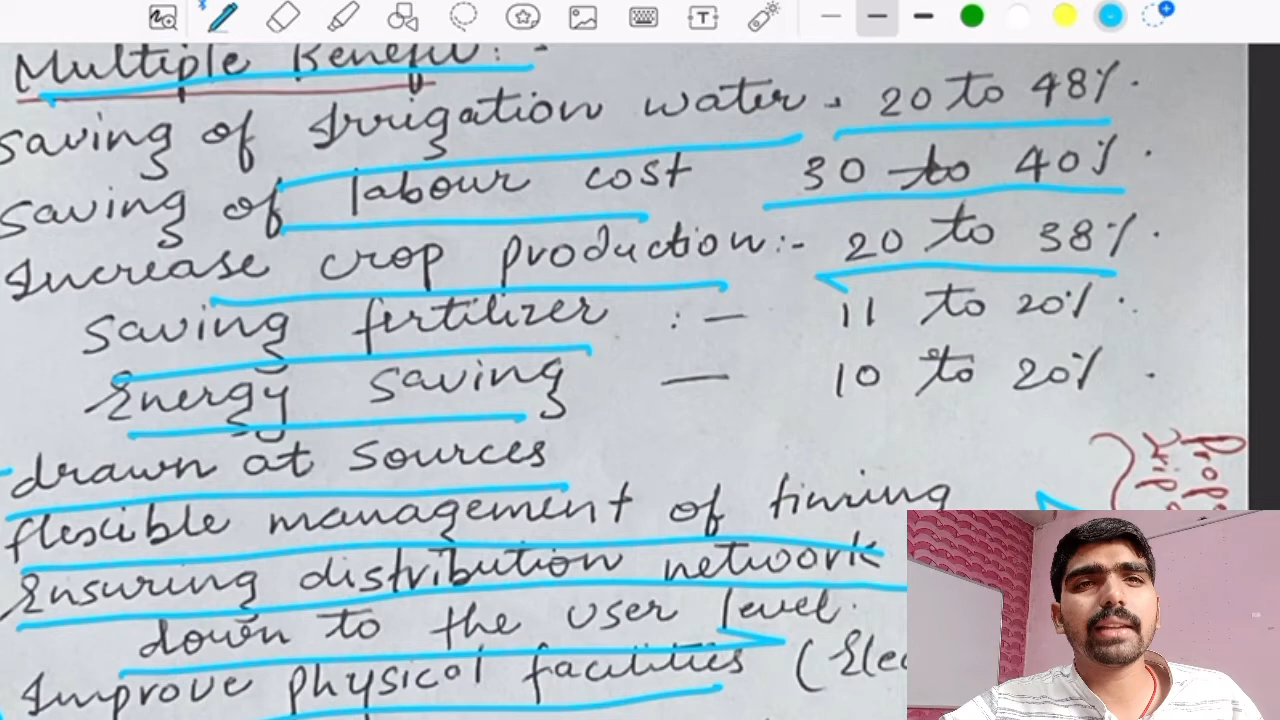 Multiple Benefit:-
Saving of Irrigation water. 20 to 48%.
Saving of labour cost 30 to 40%.
Increase crop production:- 20 to 38%.
Saving fertilizer :- 11 to 20%.
Energy saving — 10 to 20%.
drawn at sources
flexible management of timing
Ensuring distribution network
down to the user level.
Improve physical facilities (Elec